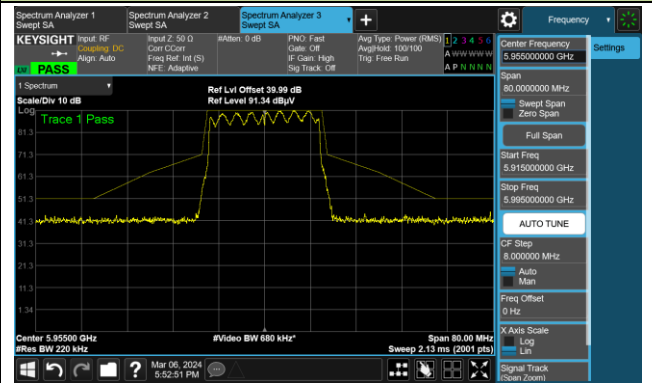 Spectrum Analyzer 1
Swept SA
Spectrum Analyzer 2
Swept SA
Spectrum Analyzer 3
Swept SA
Frequency
KEYSIGHT
Input: RF
Coupling: DC
Align: Auto
Input Z: 50 Ω
Corr CCorr
Freq Ref: Int (S)
NFE: Adaptive
#Atten: 0 dB
PNO: Fast
Gate: Off
IF Gain: High
Sig Track: Off
Avg Type: Power (RMS)
Avg|Hold: 100/100
Trig: Free Run
1 2 3 4 5 6
A W W W W W
A P N N N N
PASS
1 Spectrum
Scale/Div 10 dB
Ref Lvl Offset 39.99 dB
Ref Level 91.34 dBµV
Log
Trace 1 Pass
81.3
71.3
61.3
51.3
41.3
31.3
21.3
11.3
1.34
Center 5.95500 GHz
#Res BW 220 kHz
#Video BW 680 kHz*
Span 80.00 MHz
Sweep 2.13 ms (2001 pts)
Center Frequency
5.955000000 GHz
Settings
Span
80.0000000 MHz
Swept Span
Zero Span
Full Span
Start Freq
5.915000000 GHz
Stop Freq
5.995000000 GHz
AUTO TUNE
CF Step
8.000000 MHz
Auto
Man
Freq Offset
0 Hz
X Axis Scale
Log
Lin
Signal Track
(Span Zoom)
?
Mar 06, 2024
5:52:51 PM